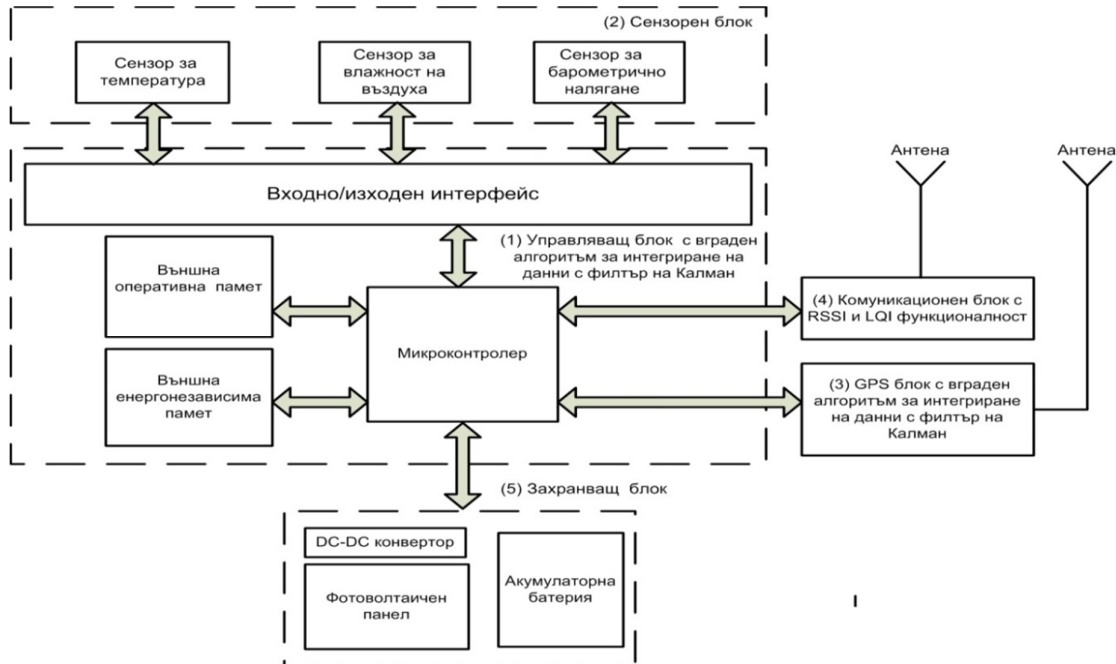 (2) Сензорен блок
Сензор за
температура
Сензор за
влажност на
въздуха
Сензор за
барометрично
налягане
Антена
Антена
Входно/изходен интерфейс
(1) Управляващ блок с вграден
алгоритъм за интегриране на
данни с филтър на Калман
Външна
оперативна памет
Микроконтролер
(4) Комуникационен блок с
RSSI и LQI функционалност
Външна
енергонезависима
памет
(3) GPS блок с вграден
алгоритъм за интегриране
на данни с филтър на
Калман
(5) Захранващ блок
DC-DC конвертор
Фотоволтаичен
панел
Акумулаторна
батерия